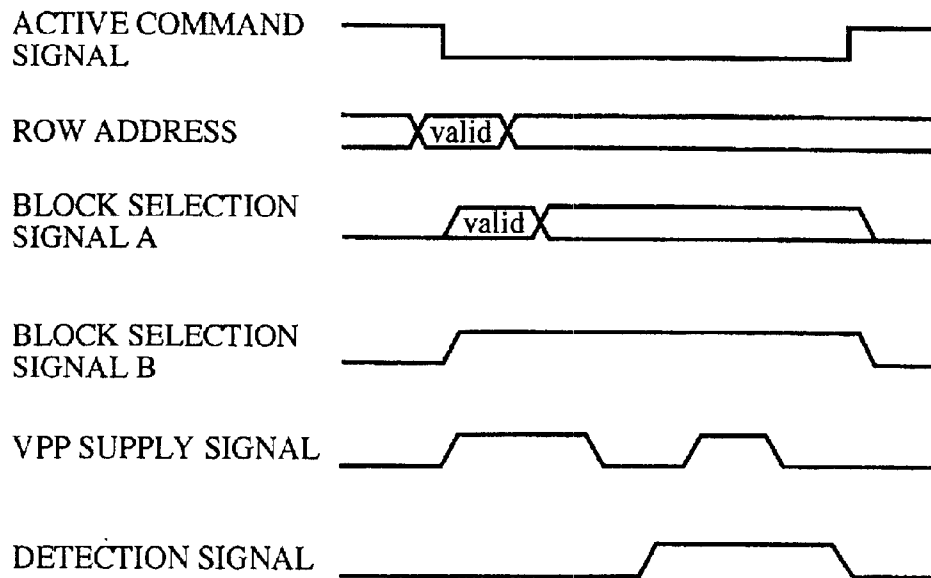 ACTIVE COMMAND
SIGNAL
ROW ADDRESS
valid
BLOCK SELECTION
SIGNAL A
valid
BLOCK SELECTION
SIGNAL B
VPP SUPPLY SIGNAL
DETECTION SIGNAL